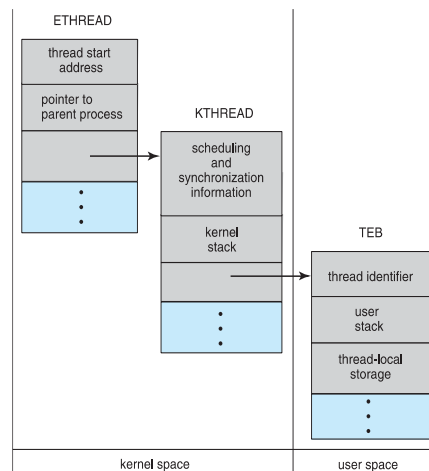 ETHREAD
thread start
address
pointer to
parent process
KTHREAD
scheduling
and
synchronization
information
kernel
stack
TEB
thread identifier
user
stack
thread-local
storage
kernel space
user space